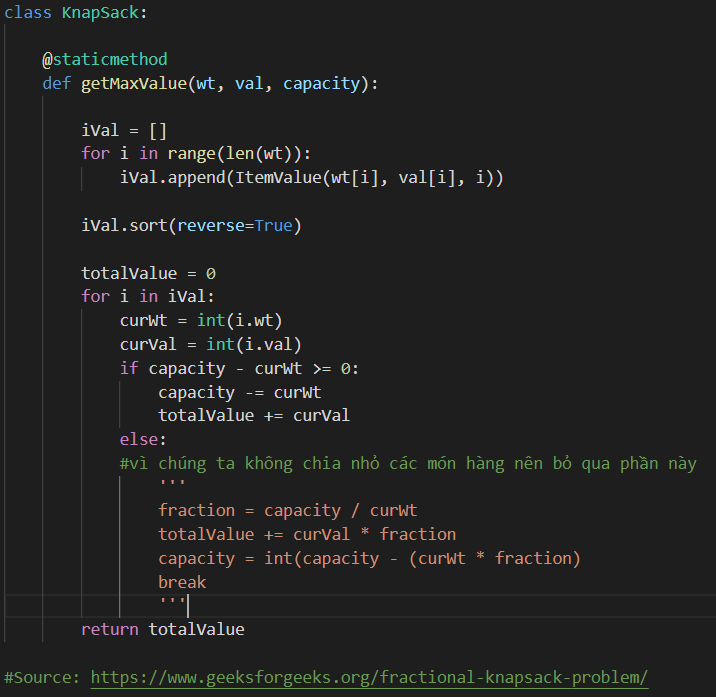 class KnapSack:
@staticmethod
def getMaxValue(wt, val, capacity):
iVal = []
for i in range(len(wt)):
iVal.append(ItemValue(wt[i], val[i], i))
iVal.sort(reverse=True)
totalValue = 0
for i in iVal:
curWt = int(i.wt)
curVal = int(i.val)
if capacity - curWt >= 0:
capacity -= curWt
totalValue += curVal
else:
#vì chúng ta không chia nhỏ các món hàng nên bỏ qua phần này
'''
fraction = capacity / curWt
totalValue += curVal * fraction
capacity = int(capacity - (curWt * fraction)
break
'''
return totalValue
#Source: https://www.geeksforgeeks.org/fractional-knapsack-problem/